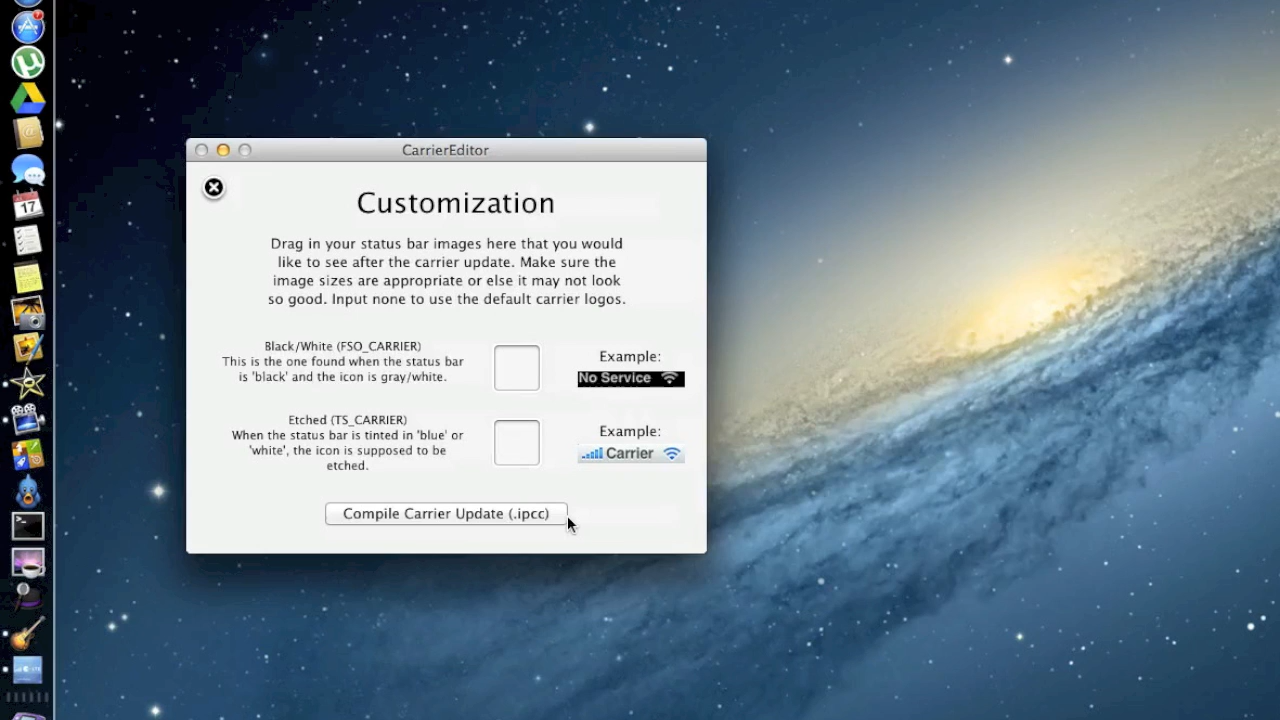 CarrierEditor
Customization
Drag in your status bar images here that you would
like to see after the carrier update. Make sure the
image sizes are appropriate or else it may not look
so good. Input none to use the default carrier logos.
Black/White (FSO_CARRIER)
This is the one found when the status bar
is 'black' and the icon is gray/white.
Example:
No Service
Etched (TS_CARRIER)
When the status bar is tinted in 'blue' or
'white', the icon is supposed to be
etched.
Example:
Carrier
Compile Carrier Update (.ipcc)
7
17